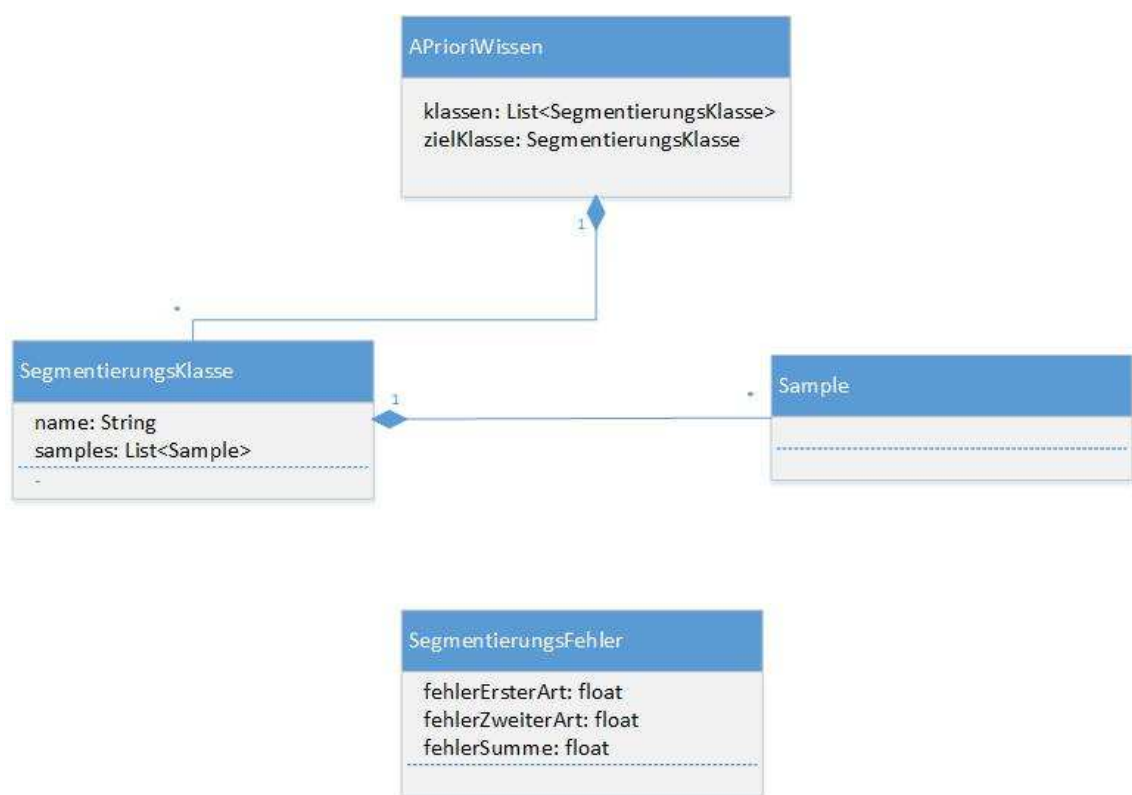 APrioriWissen
klassen: List<SegmentierungsKlasse>
zielKlasse: SegmentierungsKlasse
1
*
SegmentierungsKlasse
name: String
samples: List<Sample>
-
1
*
Sample
SegmentierungsFehler
fehlerErsterArt: float
fehlerZweiterArt: float
fehlerSumme: float